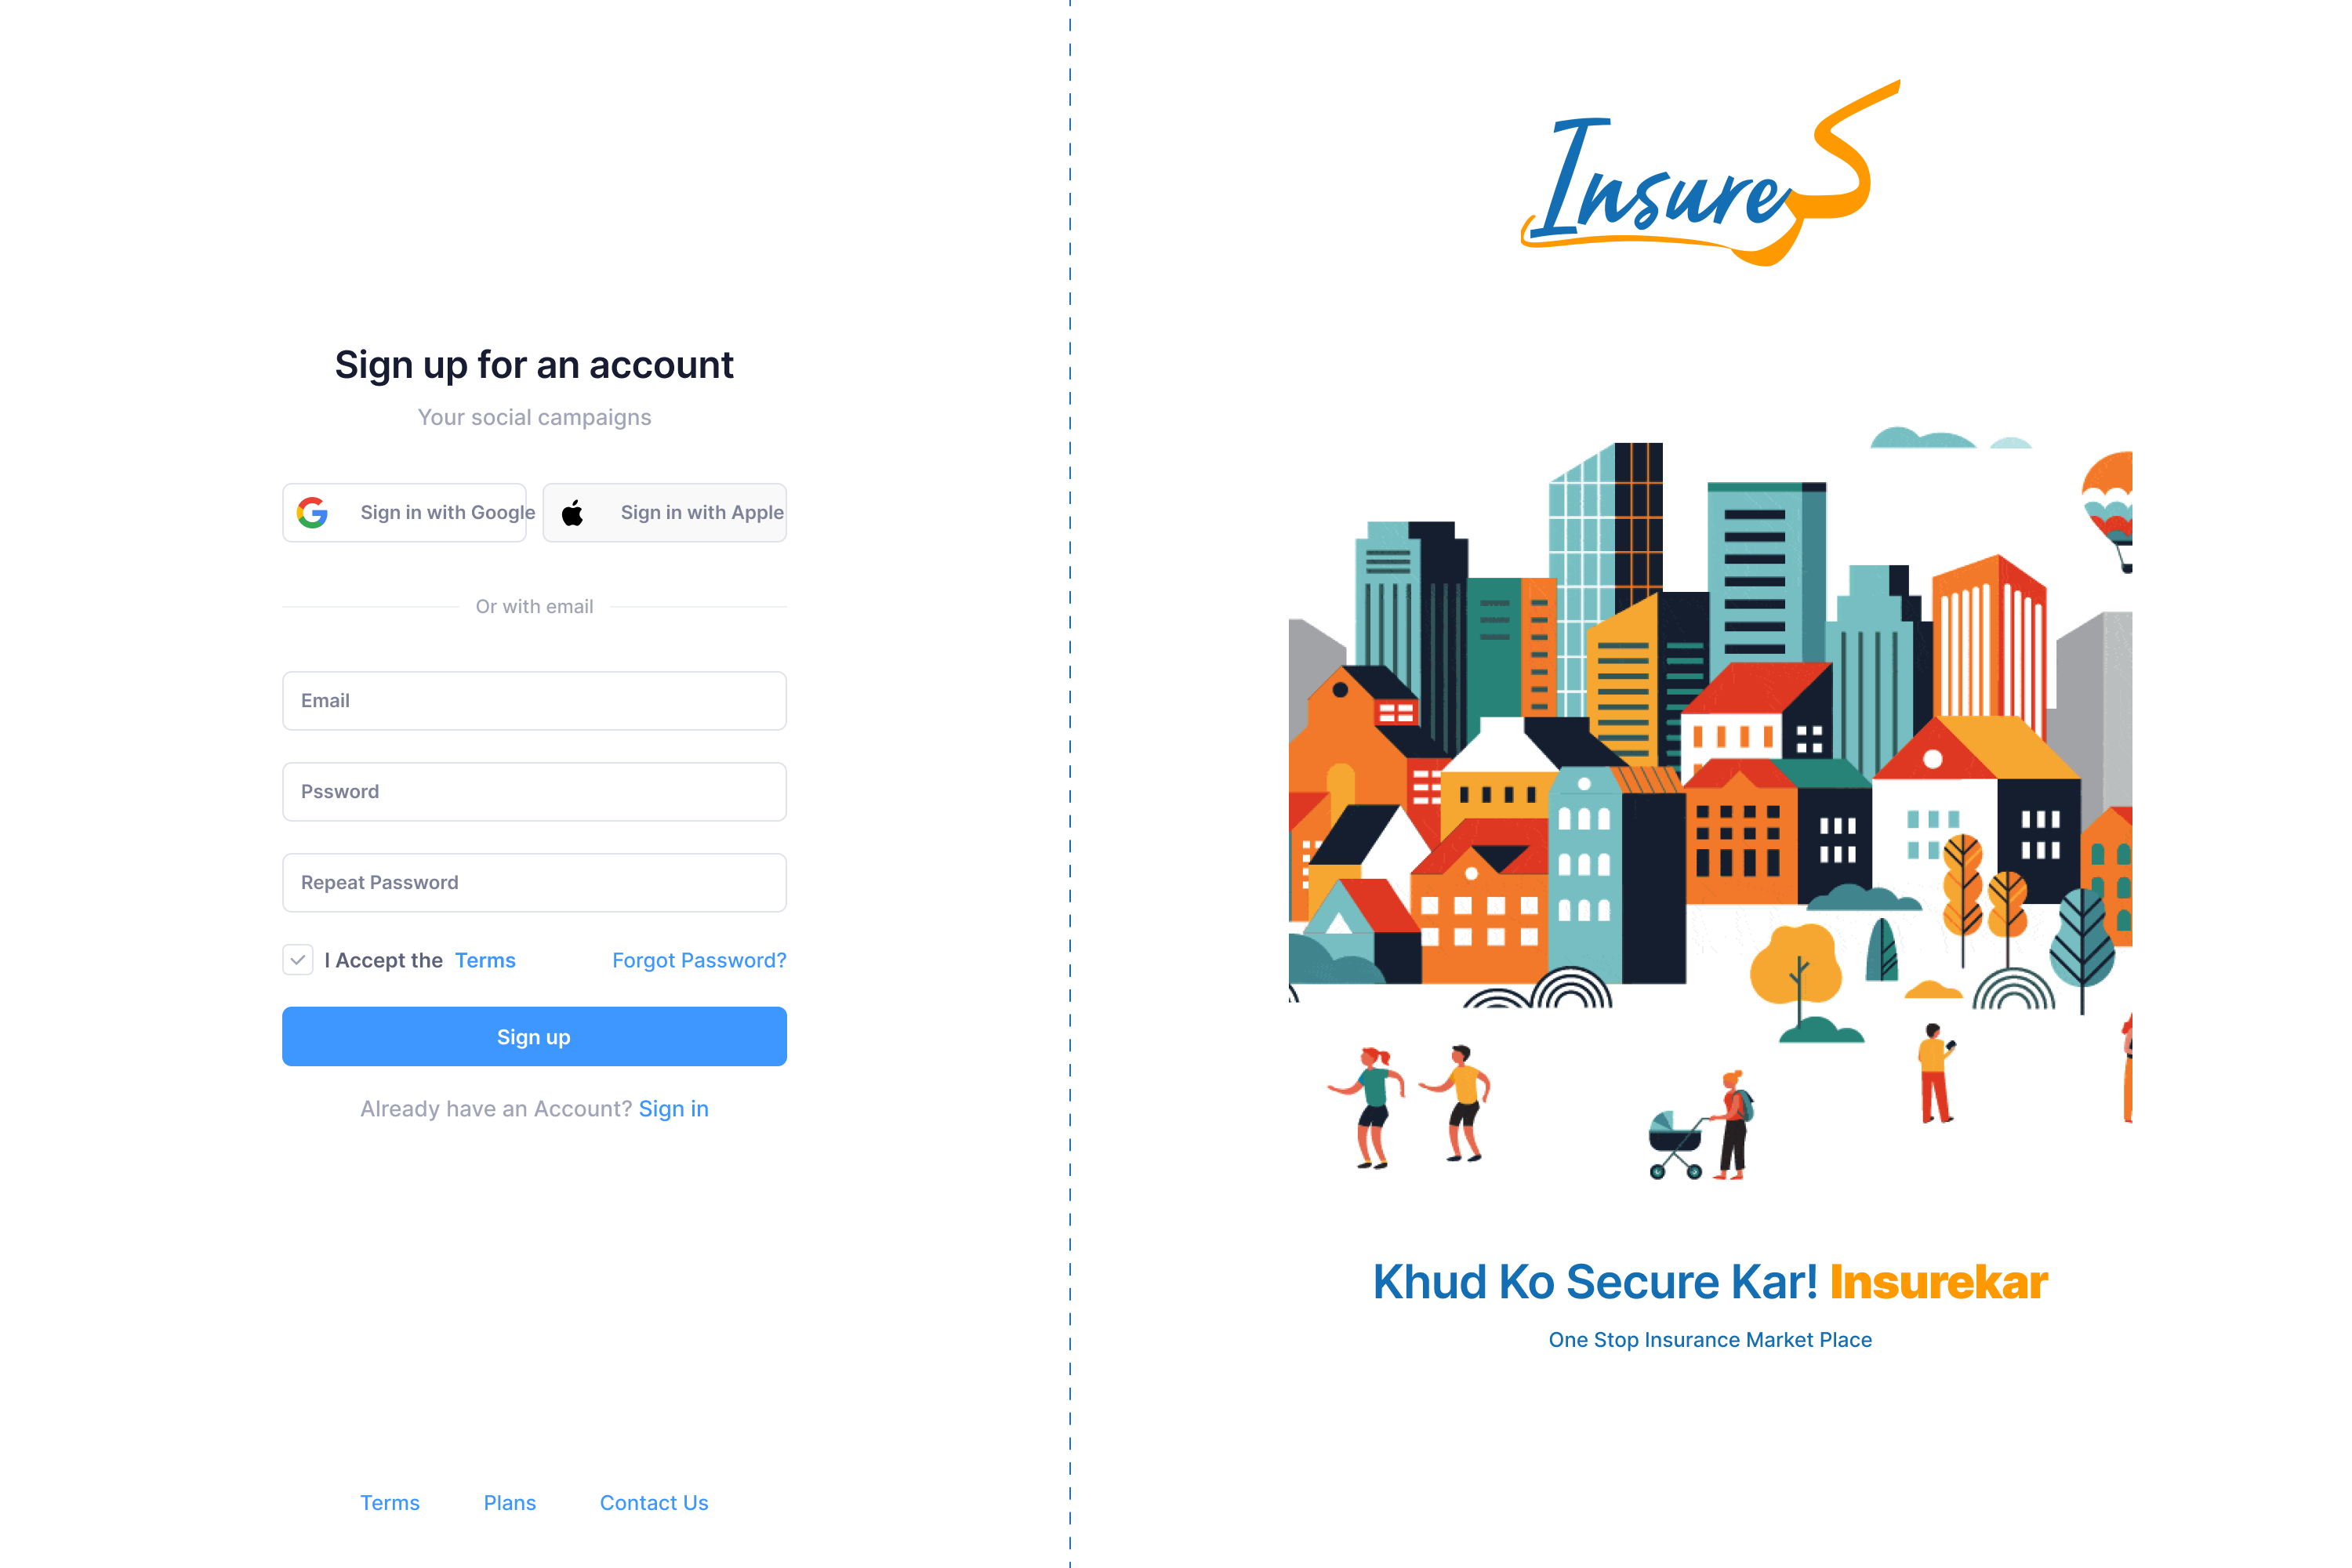 Sign up for an account
Your social campaigns
Sign in with Google
Sign in with Apple
Or with email
Email
Pssword
Repeat Password
I Accept the Terms
Forgot Password?
Sign up
Already have an Account? Sign in
Terms
Plans
Contact Us
InsureS
Khud Ko Secure Kar! Insurekar
One Stop Insurance Market Place